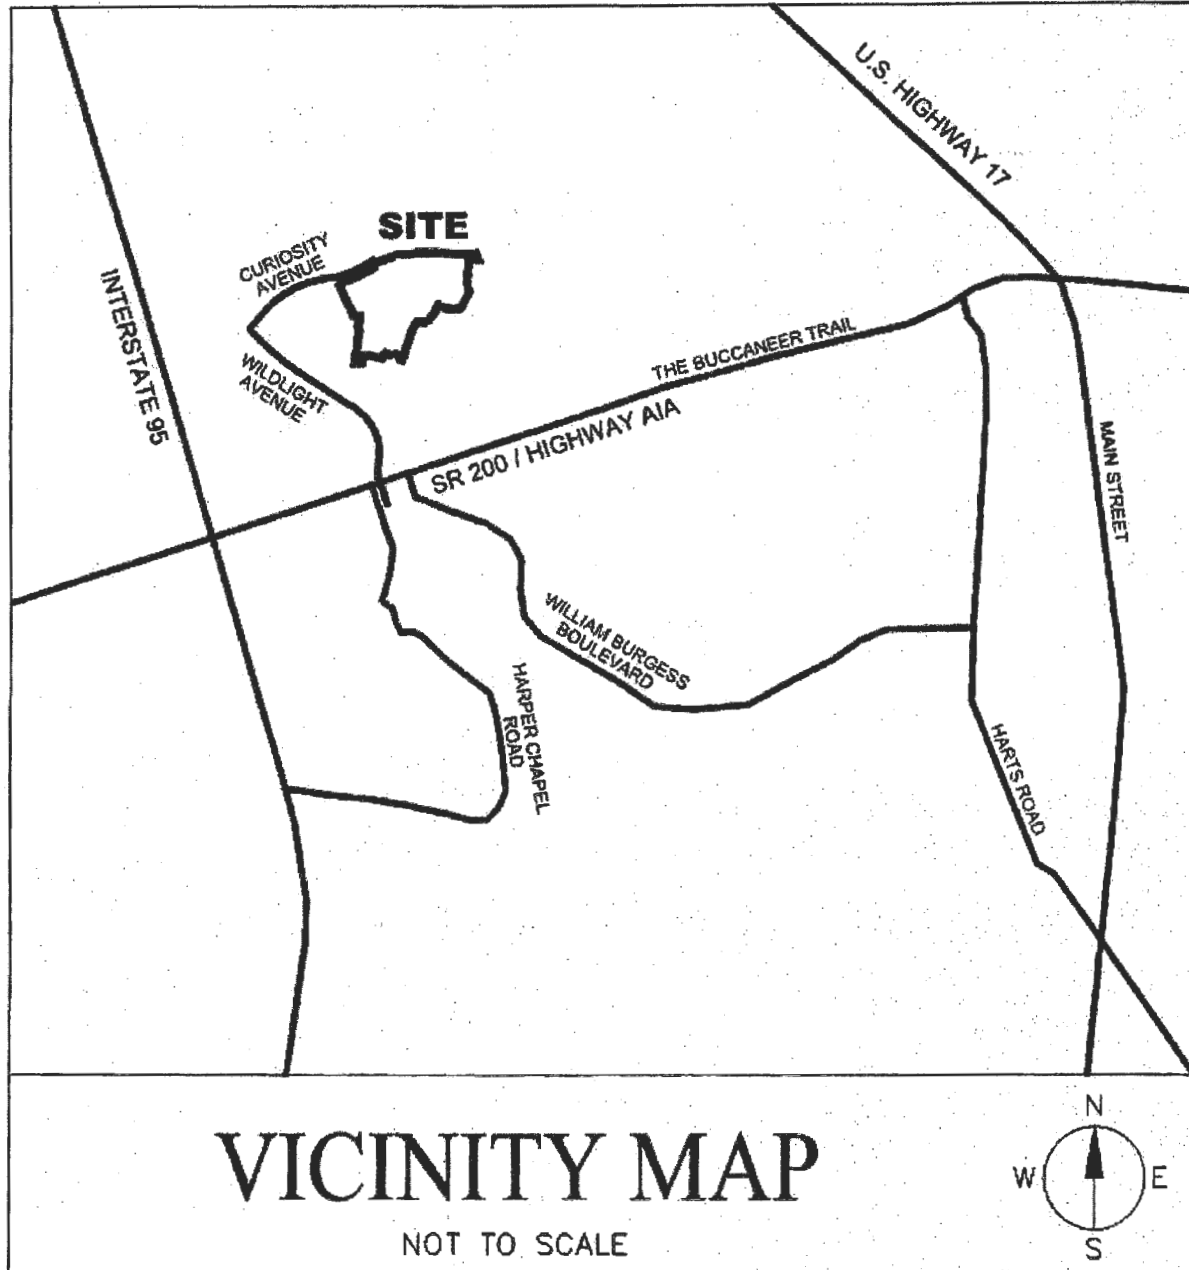 U.S. HIGHWAY 17
SITE
CURIOSITY
AVENUE
INTERSTATE 95
WILDLIGHT
AVENUE
THE BUCCANEER TRAIL
SR 200 / HIGHWAY AIA
MAIN STREET
WILLIAM BURGESS
BOULEVARD
HARPER CHAPEL
ROAD
HARTS ROAD
VICINITY MAP
NOT TO SCALE
N
W
E
S